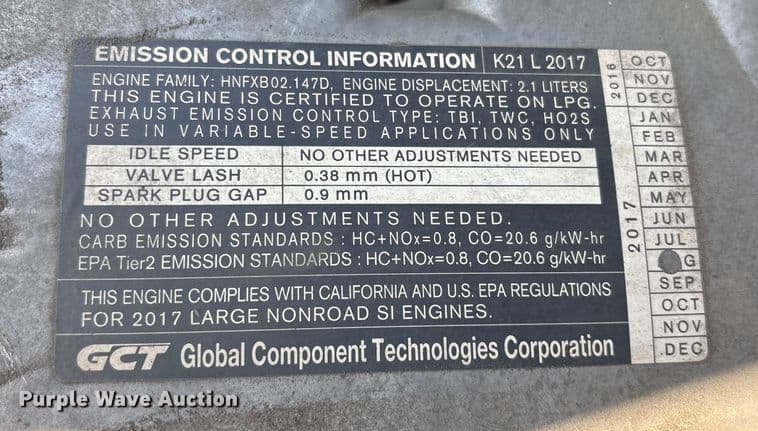 EMISSION CONTROL INFORMATION K21 L 2017
ENGINE FAMILY: HNFXB02.147D, ENGINE DISPLACEMENT: 2.1 LITERS
THIS ENGINE IS CERTIFIED TO OPERATE ON LPG.
EXHAUST EMISSION CONTROL TYPE: TBI, TWC, HO2S
USE IN VARIABLE-SPEED APPLICATIONS ONLY
IDLE SPEED NO OTHER ADJUSTMENTS NEEDED
VALVE LASH 0.38 mm (HOT)
SPARK PLUG GAP 0.9 mm
NO OTHER ADJUSTMENTS NEEDED.
CARB EMISSION STANDARDS : HC+NOx=0.8, CO=20.6 g/kW-hr
EPA Tier2 EMISSION STANDARDS : HC+NOx=0.8, CO=20.6 g/kW-hr
THIS ENGINE COMPLIES WITH CALIFORNIA AND U.S. EPA REGULATIONS
FOR 2017 LARGE NONROAD SI ENGINES.
GCT Global Component Technologies Corporation
2016
OCT
NOV
DEC
2017
JAN
FEB
MAR
APR
MAY
JUN
JUL
G
SEP
OCT
NOV
DEC
Purple Wave Auction